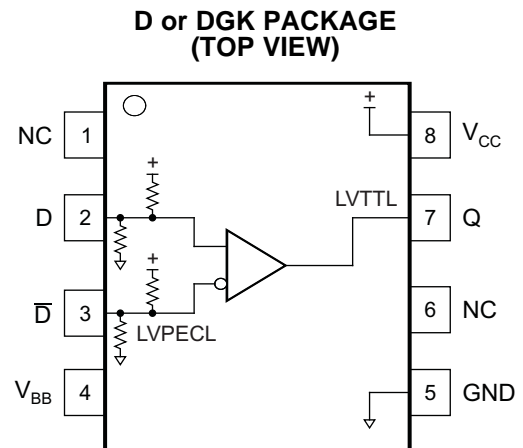 D or DGK PACKAGE
(TOP VIEW)
NC 1
8 V_CC
+
D 2
+
LVTTL
7 Q
D̅ 3
+
LVPECL
6 NC
V_BB 4
5 GND